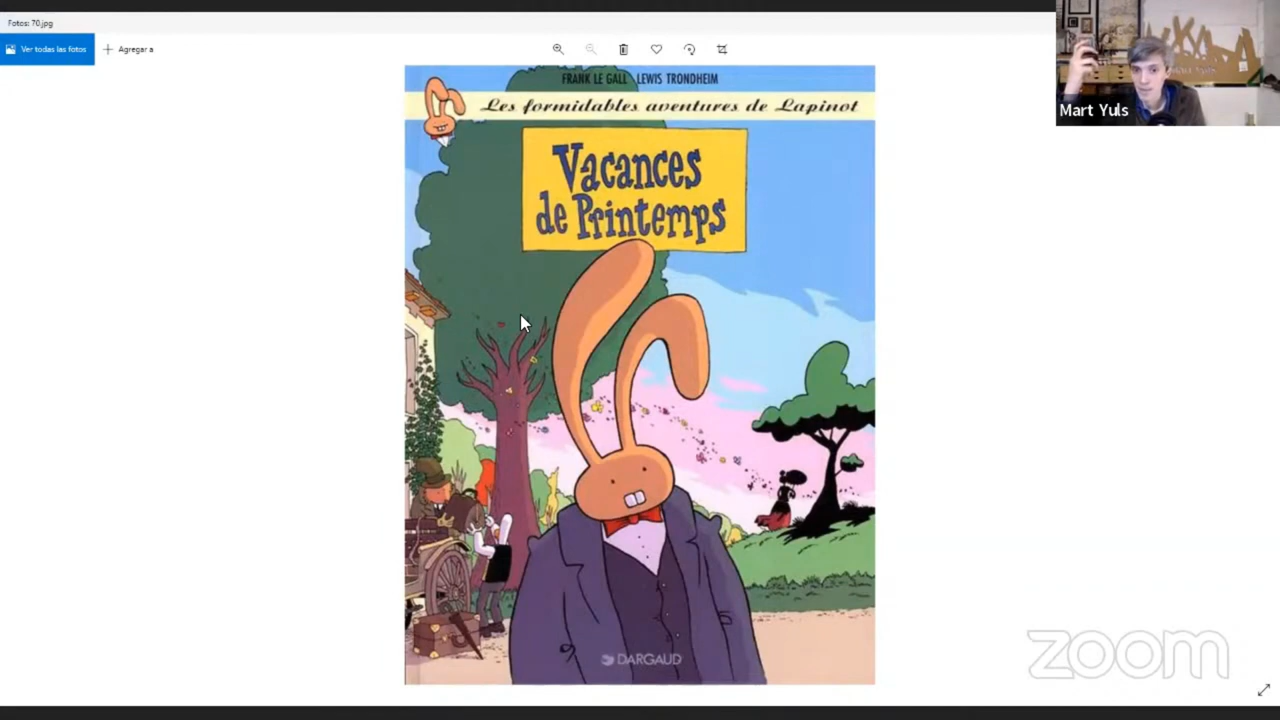 Fotos: 70.jpg
Ver todas las fotos
Agregar a
Mart Yuls
FRANK LE GALL LEWIS TRONDHEIM
Les formidables aventures de Lapinot
Vacances
de Printemps
DARGAUD
zoom